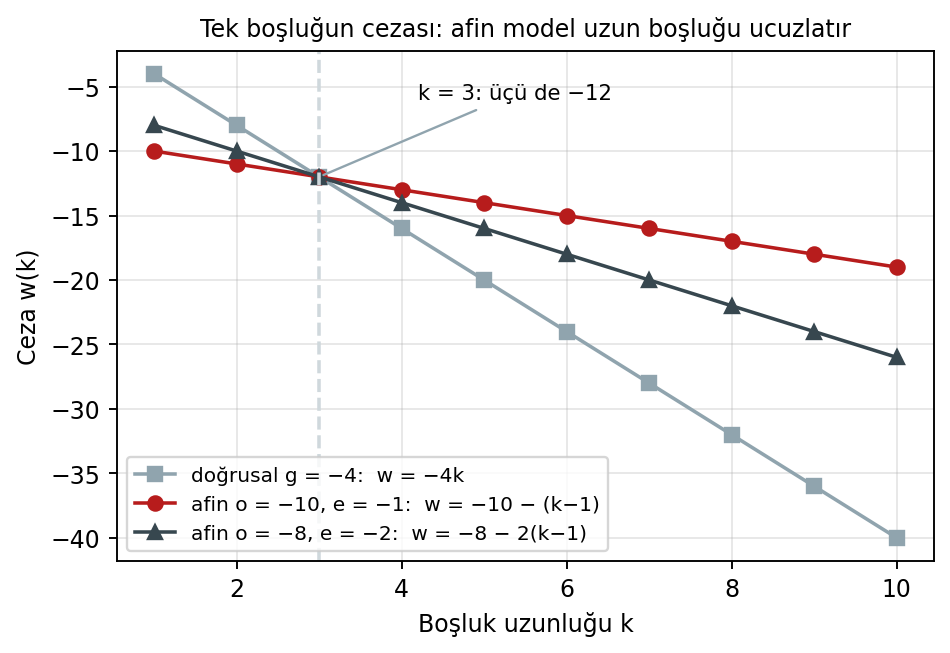 Tek boşluğun cezası: afin model uzun boşluğu ucuzlatır
k = 3: üçü de −12
Ceza w(k)
−5
−10
−15
−20
−25
−30
−35
−40
doğrusal g = −4:  w = −4k
afin o = −10, e = −1:  w = −10 − (k−1)
afin o = −8, e = −2:  w = −8 − 2(k−1)
2 4 6 8 10
Boşluk uzunluğu k